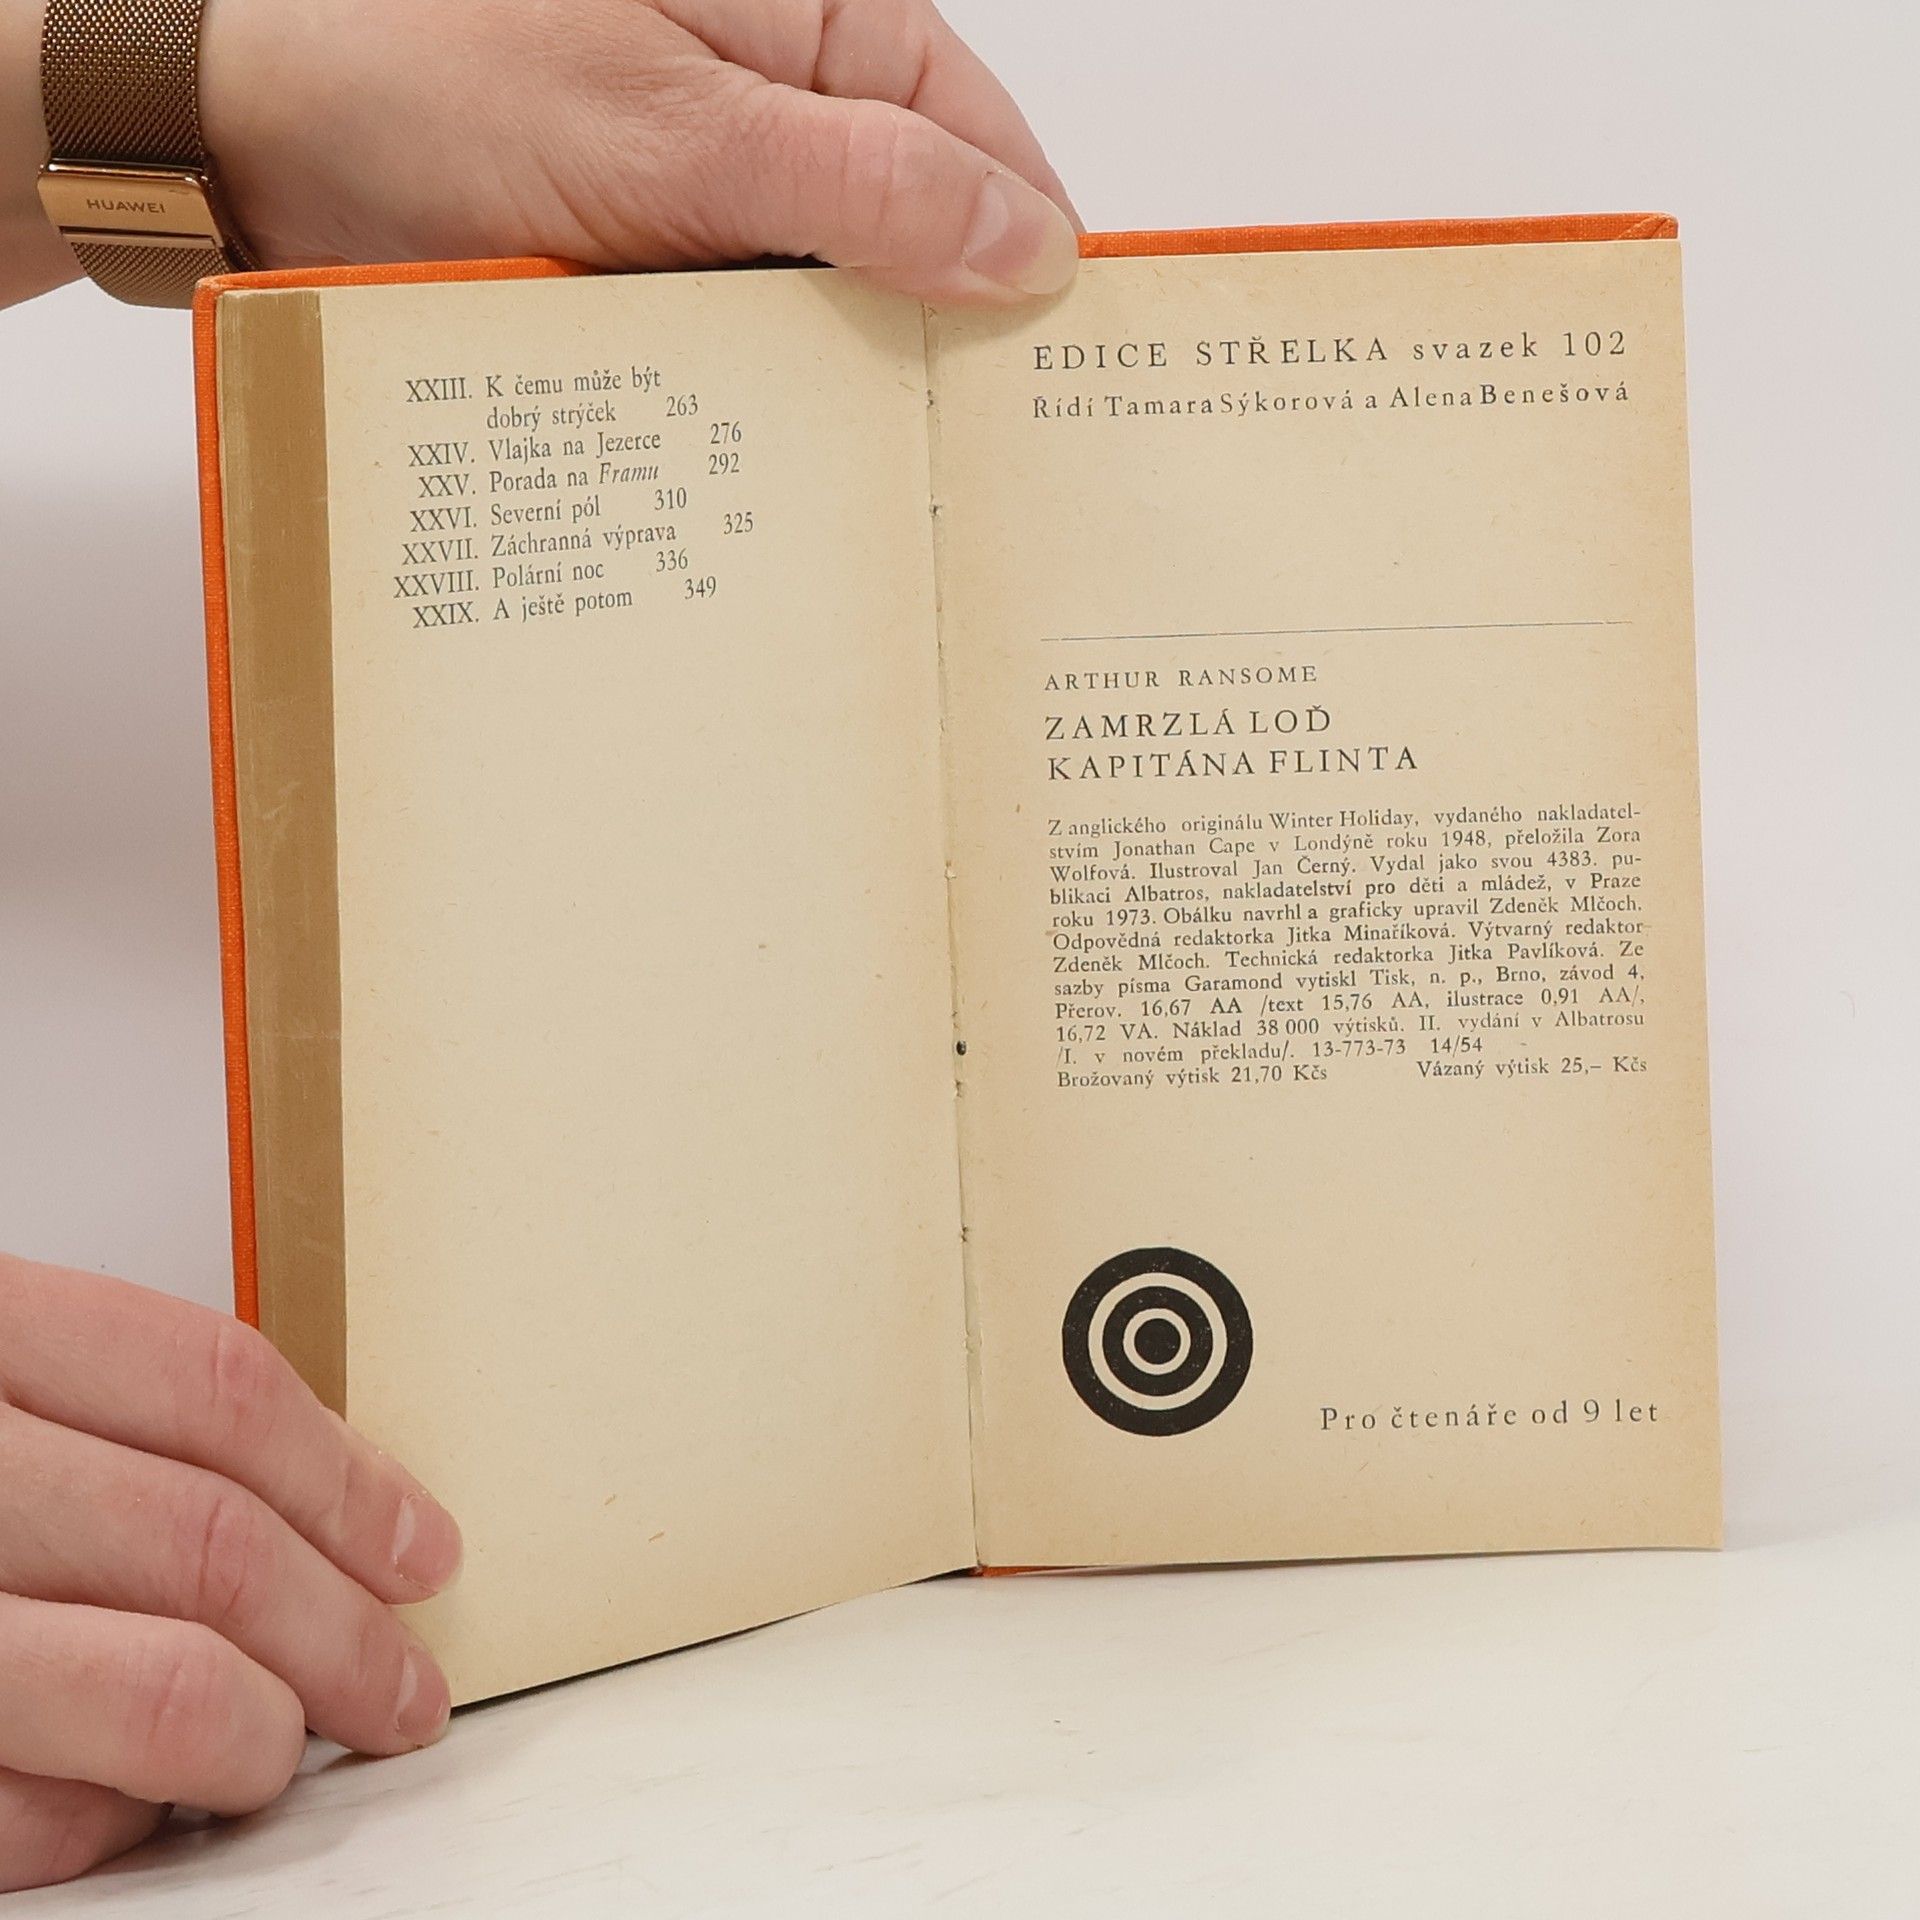 HUAWEI
XXIII. K čemu může být
dobrý strýček 263
XXIV. Vlajka na Jezerce 276
XXV. Porada na Framu 292
XXVI. Severní pól 310
XXVII. Záchranná výprava 325
XXVIII. Polární noc 336
XXIX. A ještě potom 349
EDICE STŘELKA svazek 102
Řídí Tamara Sýkorová a Alena Benešová
ARTHUR RANSOME
ZAMRZLÁ LOĎ
KAPITÁNA FLINTA
Z anglického originálu Winter Holiday, vydaného nakladatel-
stvím Jonathan Cape v Londýně roku 1948, přeložila Zora
Wolfová. Ilustroval Jan Černý. Vydal jako svou 4383. pu-
blikaci Albatros, nakladatelství pro děti a mládež, v Praze
roku 1973. Obálku navrhl a graficky upravil Zdeněk Mlčoch.
Odpovědná redaktorka Jitka Minaříková. Výtvarný redaktor
Zdeněk Mlčoch. Technická redaktorka Jitka Pavlíková. Ze
sazby písma Garamond vytiskl Tisk, n. p., Brno, závod 4,
Přerov. 16,67 AA /text 15,76 AA, ilustrace 0,91 AA/,
16,72 VA. Náklad 38 000 výtisků. II. vydání v Albatrosu
/I. v novém překladu/. 13-773-73 14/54
Brožovaný výtisk 21,70 Kčs Vázaný výtisk 25,– Kčs
Pro čtenáře od 9 let